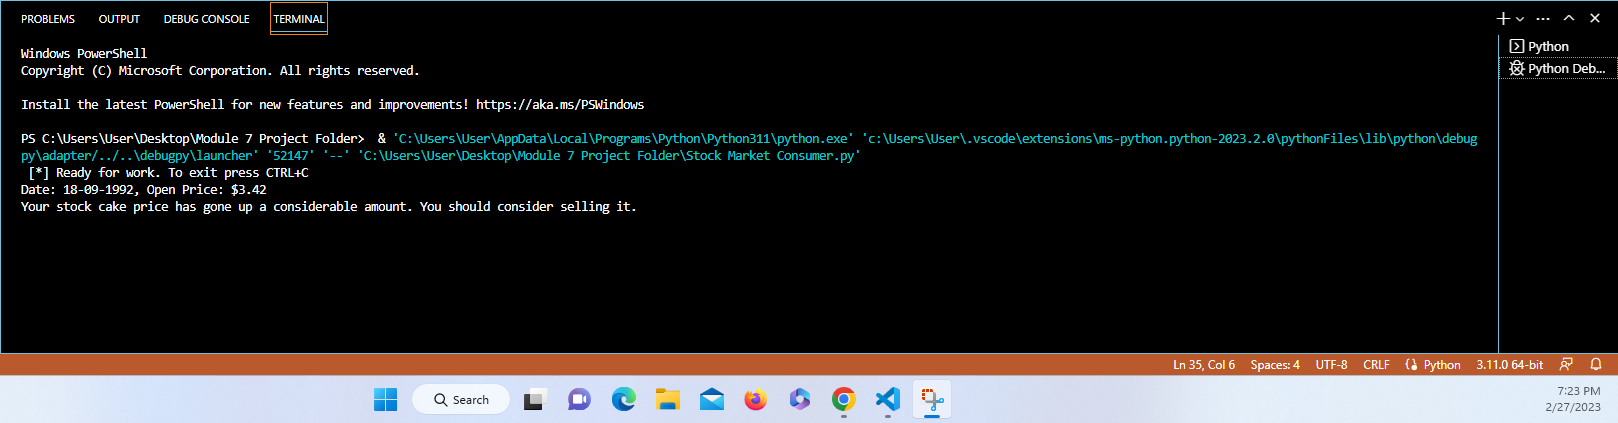 PROBLEMS OUTPUT DEBUG CONSOLE TERMINAL
Windows PowerShell
Copyright (C) Microsoft Corporation. All rights reserved.
Install the latest PowerShell for new features and improvements! https://aka.ms/PSWindows
PS C:\Users\User\Desktop\Module 7 Project Folder>  & 'C:\Users\User\AppData\Local\Programs\Python\Python311\python.exe' 'c:\Users\User\.vscode\extensions\ms-python.python-2023.2.0\pythonFiles\lib\python\debug
py\adapter/../..\debugpy\launcher' '52147' '--' 'C:\Users\User\Desktop\Module 7 Project Folder\Stock Market Consumer.py'
[*] Ready for work. To exit press CTRL+C
Date: 18-09-1992, Open Price: $3.42
Your stock cake price has gone up a considerable amount. You should consider selling it.
Python
Python Deb...
Ln 35, Col 6 Spaces: 4 UTF-8 CRLF Python 3.11.0 64-bit
Search
7:23 PM
2/27/2023